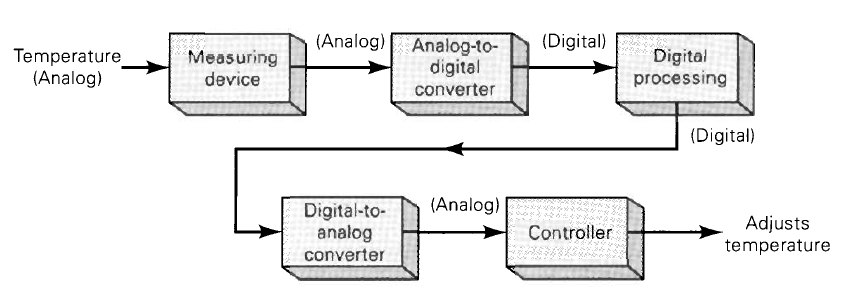 Temperature
(Analog)
Measuring
device
(Analog)
Analog-to-
digital
converter
(Digital)
Digital
processing
(Digital)
Digital-to-
analog
converter
(Analog)
Controller
Adjusts
temperature